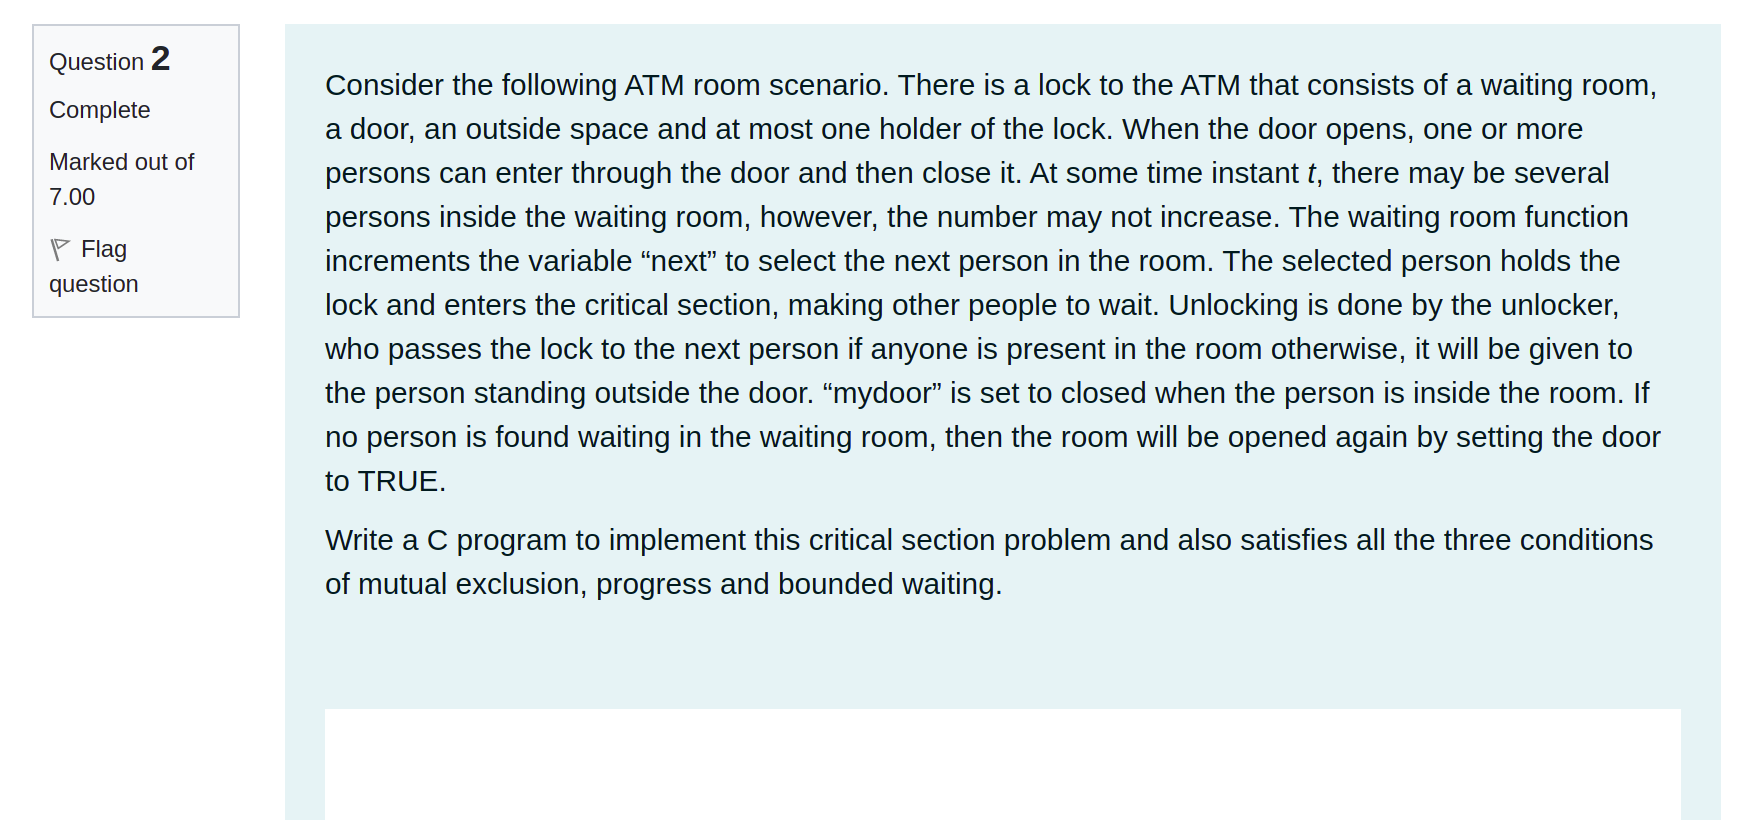 Question 2
Complete
Marked out of
7.00
Flag
question
Consider the following ATM room scenario. There is a lock to the ATM that consists of a waiting room,
a door, an outside space and at most one holder of the lock. When the door opens, one or more
persons can enter through the door and then close it. At some time instant t, there may be several
persons inside the waiting room, however, the number may not increase. The waiting room function
increments the variable “next” to select the next person in the room. The selected person holds the
lock and enters the critical section, making other people to wait. Unlocking is done by the unlocker,
who passes the lock to the next person if anyone is present in the room otherwise, it will be given to
the person standing outside the door. “mydoor” is set to closed when the person is inside the room. If
no person is found waiting in the waiting room, then the room will be opened again by setting the door
to TRUE.
Write a C program to implement this critical section problem and also satisfies all the three conditions
of mutual exclusion, progress and bounded waiting.